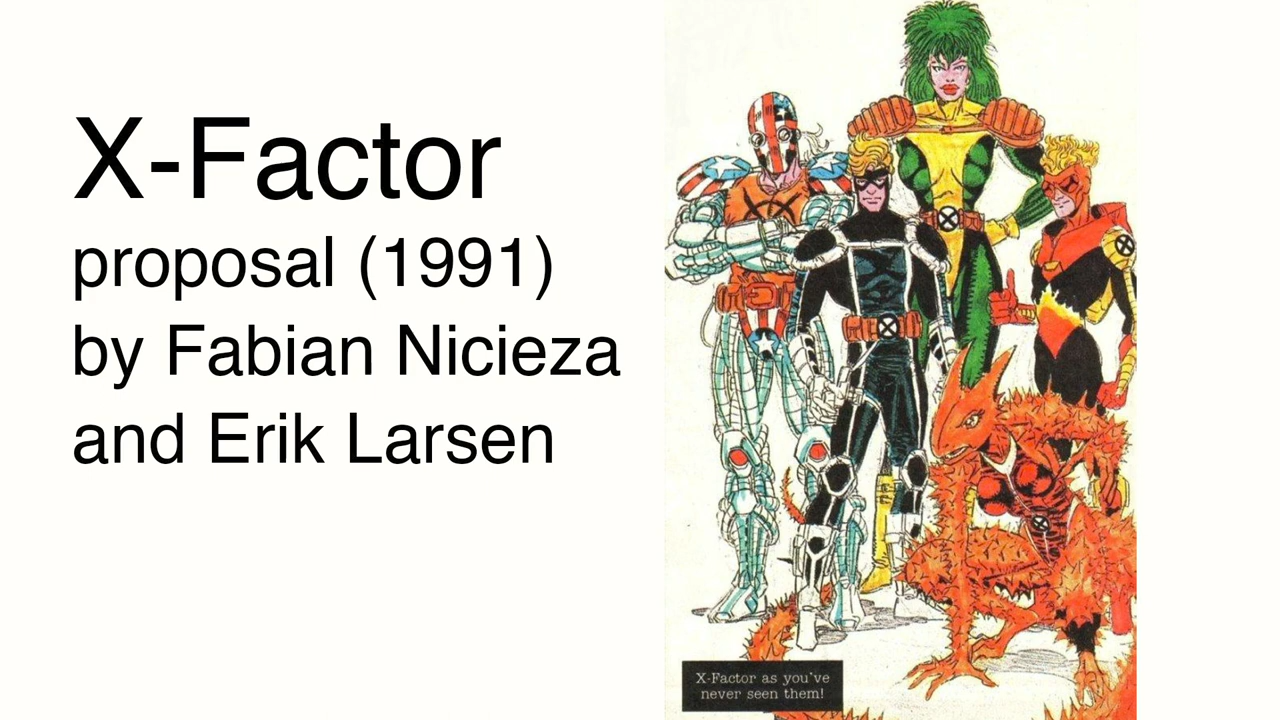 X-Factor
proposal (1991)
by Fabian Nicieza
and Erik Larsen
X-Factor as you've
never seen them!